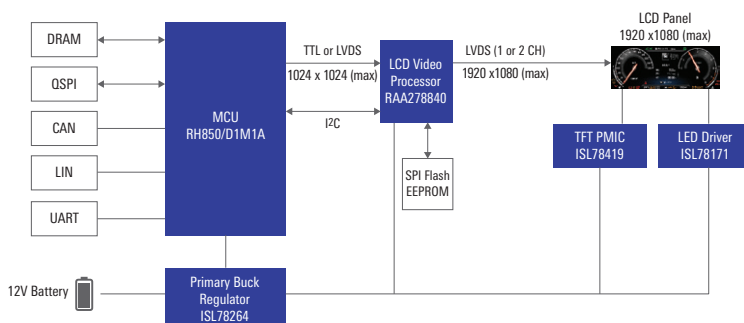 DRAM
QSPI
CAN
LIN
UART
MCU
RH850/D1M1A
TTL or LVDS
1024 x 1024 (max)
I²C
LCD Video
Processor
RAA278840
SPI Flash
EEPROM
LVDS (1 or 2 CH)
1920 x1080 (max)
LCD Panel
1920 x1080 (max)
TFT PMIC
ISL78419
LED Driver
ISL78171
12V Battery
Primary Buck
Regulator
ISL78264